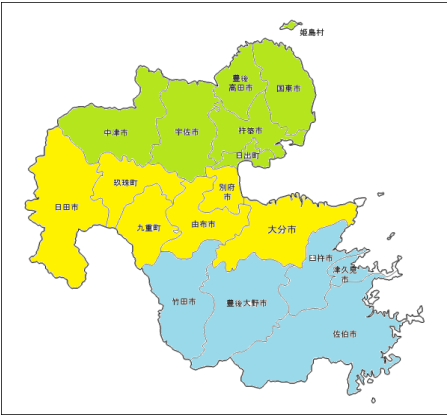 姫島村
豊後
高田市
国東市
中津市
宇佐市
杵築市
日出町
玖珠町
別府
市
日田市
九重町
由布市
大分市
臼杵市
津久見
市
竹田市
豊後大野市
佐伯市